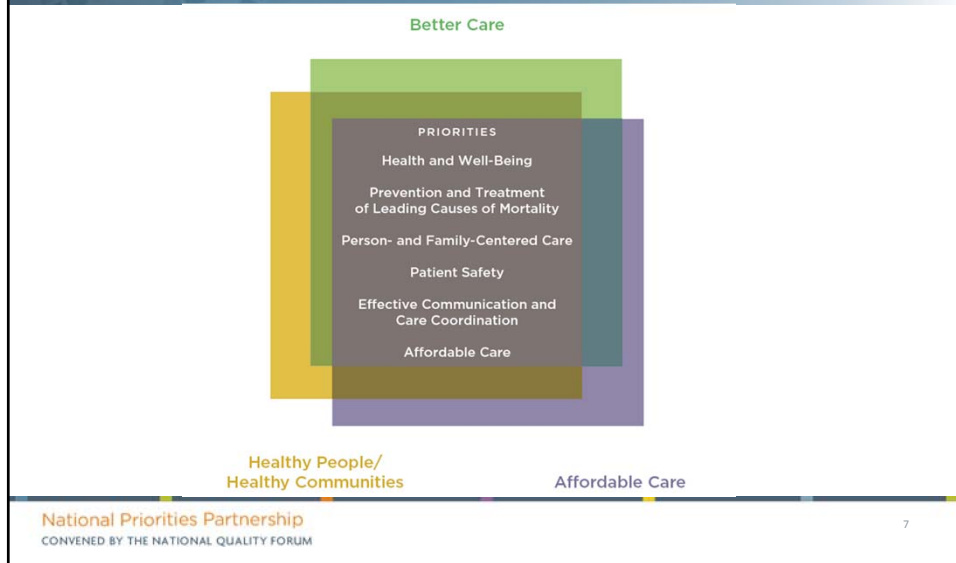 Better Care
PRIORITIES
Health and Well-Being
Prevention and Treatment
of Leading Causes of Mortality
Person- and Family-Centered Care
Patient Safety
Effective Communication and
Care Coordination
Affordable Care
Healthy People/
Healthy Communities
Affordable Care
National Priorities Partnership
CONVENED BY THE NATIONAL QUALITY FORUM
7